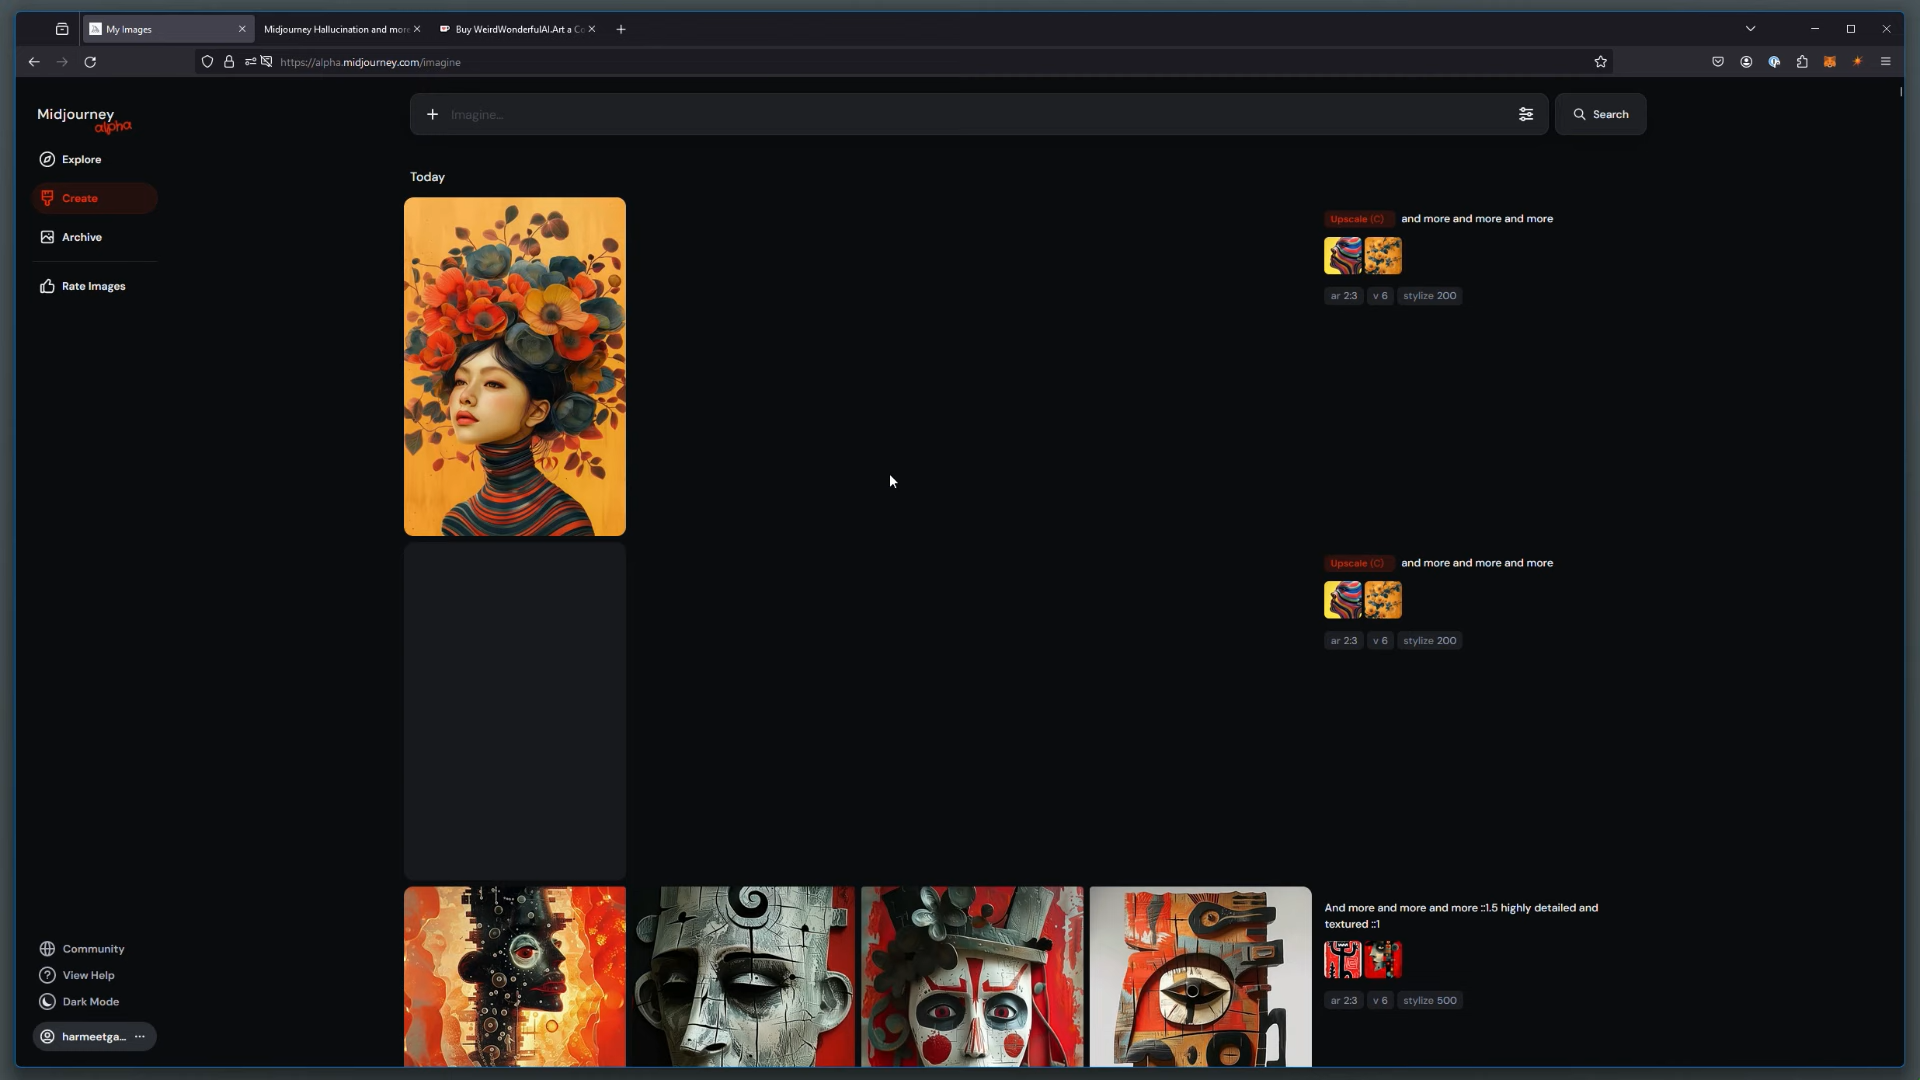 My Images
Midjourney Hallucination and more
Buy WeirdWonderfulAI.Art a Co
https://alpha.midjourney.com/imagine
Midjourney
alpha
Imagine...
Search
Explore
Create
Archive
Rate Images
Today
Upscale (C) and more and more and more
ar 2:3 v 6 stylize 200
Upscale (C) and more and more and more
ar 2:3 v 6 stylize 200
And more and more and more ::1.5 highly detailed and
textured ::1
ar 2:3 v 6 stylize 500
Community
View Help
Dark Mode
harmeetga...